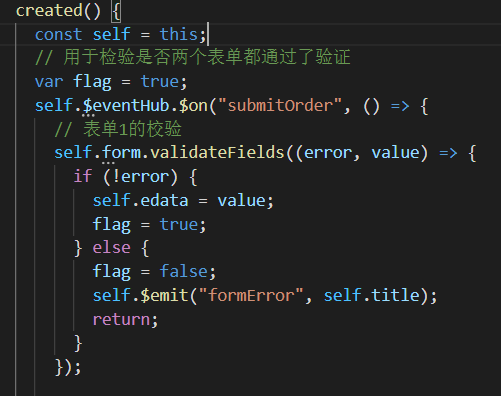 created() {
const self = this;
// 用于检验是否两个表单都通过了验证
var flag = true;
self.$eventHub.$on("submitOrder", () => {
// 表单1的校验
self.form.validateFields((error, value) => {
if (!error) {
self.edata = value;
flag = true;
} else {
flag = false;
self.$emit("formError", self.title);
return;
}
});